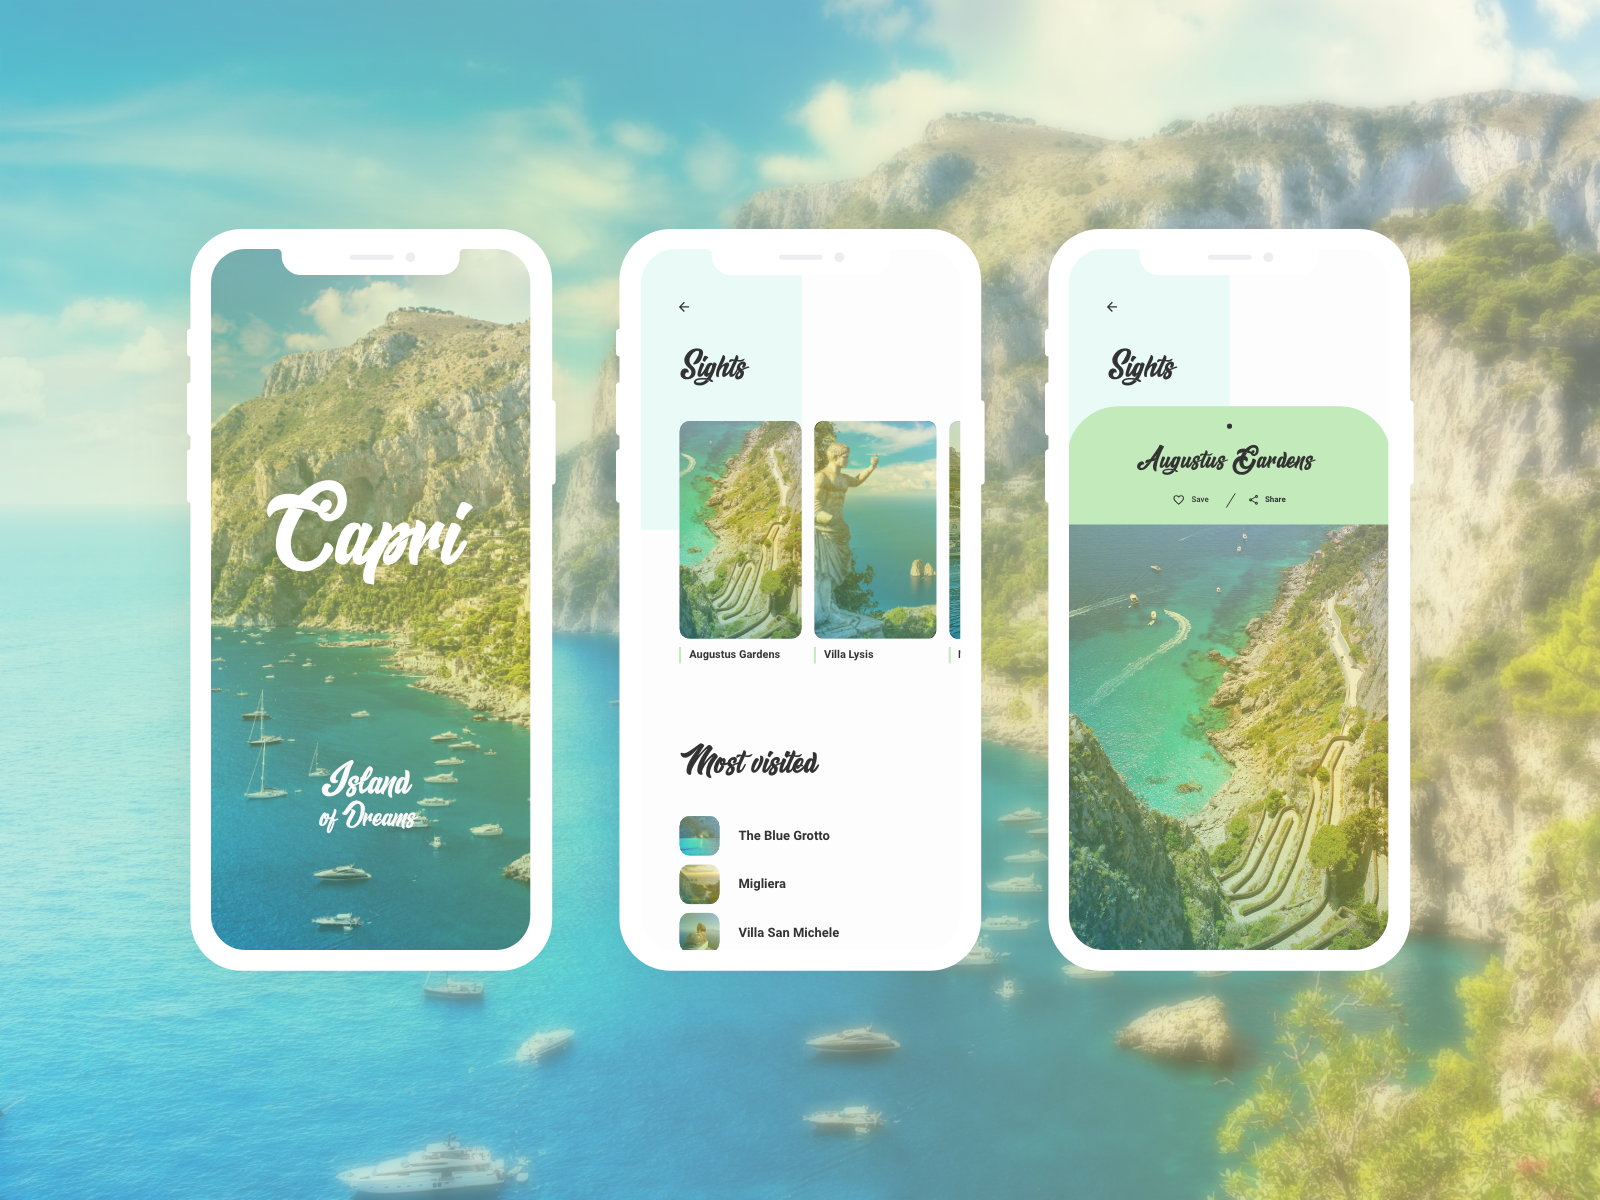 Capri
Island
of Dreams
Sights
Augustus Gardens
Villa Lysis
Most visited
The Blue Grotto
Migliera
Villa San Michele
Sights
Augustus Gardens
Save
Share